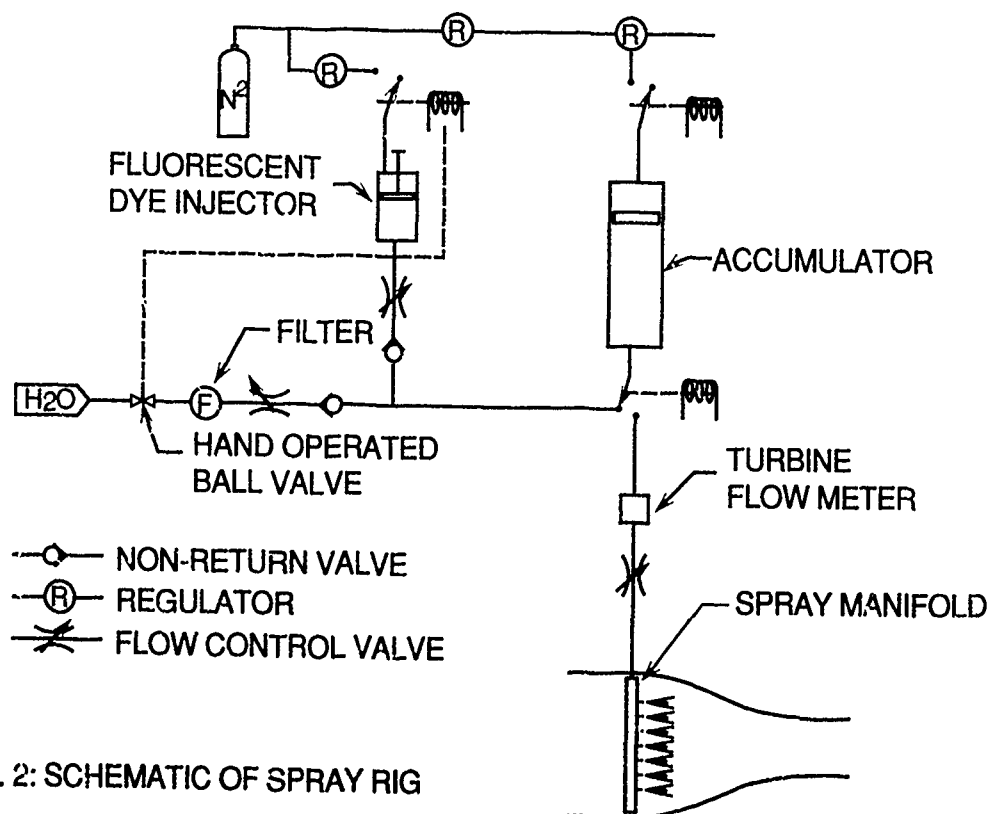 R
R
R
N2
FLUORESCENT
DYE INJECTOR
ACCUMULATOR
FILTER
H2O
F
HAND OPERATED
BALL VALVE
TURBINE
FLOW METER
NON-RETURN VALVE
R
REGULATOR
FLOW CONTROL VALVE
SPRAY MANIFOLD
. 2: SCHEMATIC OF SPRAY RIG